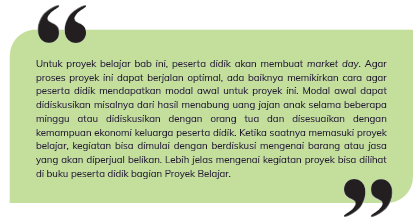 Untuk proyek belajar bab ini, peserta didik akan membuat market day. Agar
proses proyek ini dapat berjalan optimal, ada baiknya memikirkan cara agar
peserta didik mendapatkan modal awal untuk proyek ini. Modal awal dapat
didiskusikan misalnya dari hasil menabung uang jajan anak selama beberapa
minggu atau didiskusikan dengan orang tua dan disesuaikan dengan
kemampuan ekonomi keluarga peserta didik. Ketika saatnya memasuki proyek
belajar, kegiatan bisa dimulai dengan berdiskusi mengenai barang atau jasa
yang akan diperjual belikan. Lebih jelas mengenai kegiatan proyek bisa dilihat
di buku peserta didik bagian Proyek Belajar.